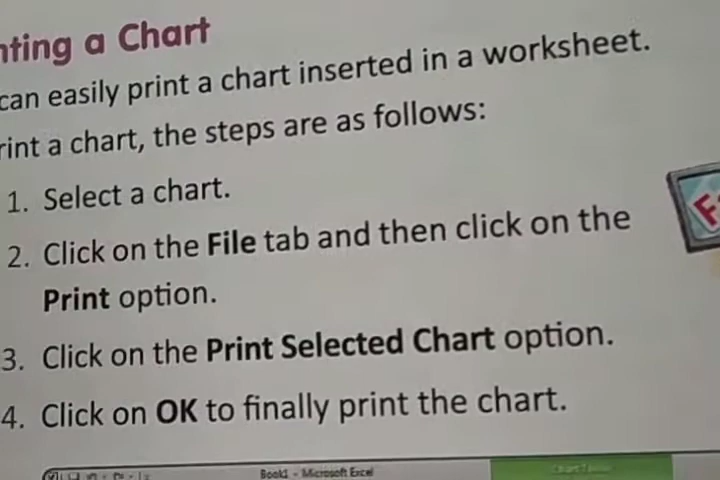 nting a Chart
can easily print a chart inserted in a worksheet.
rint a chart, the steps are as follows:
1. Select a chart.
2. Click on the File tab and then click on the
Print option.
3. Click on the Print Selected Chart option.
4. Click on OK to finally print the chart.
Book1 - Microsoft Excel